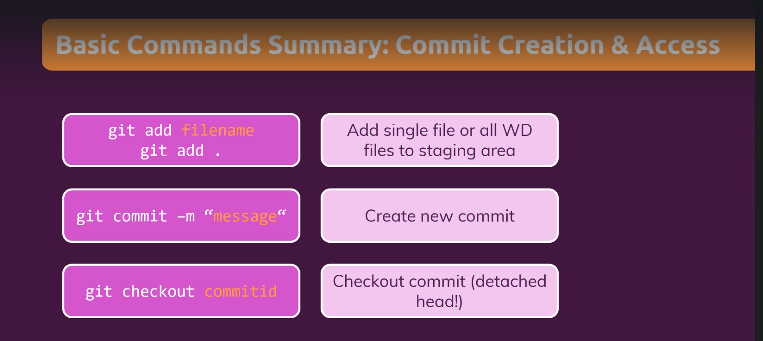 Basic Commands Summary: Commit Creation & Access
git add filename
git add .
Add single file or all WD
files to staging area
git commit –m “message“
Create new commit
git checkout commitid
Checkout commit (detached
head!)